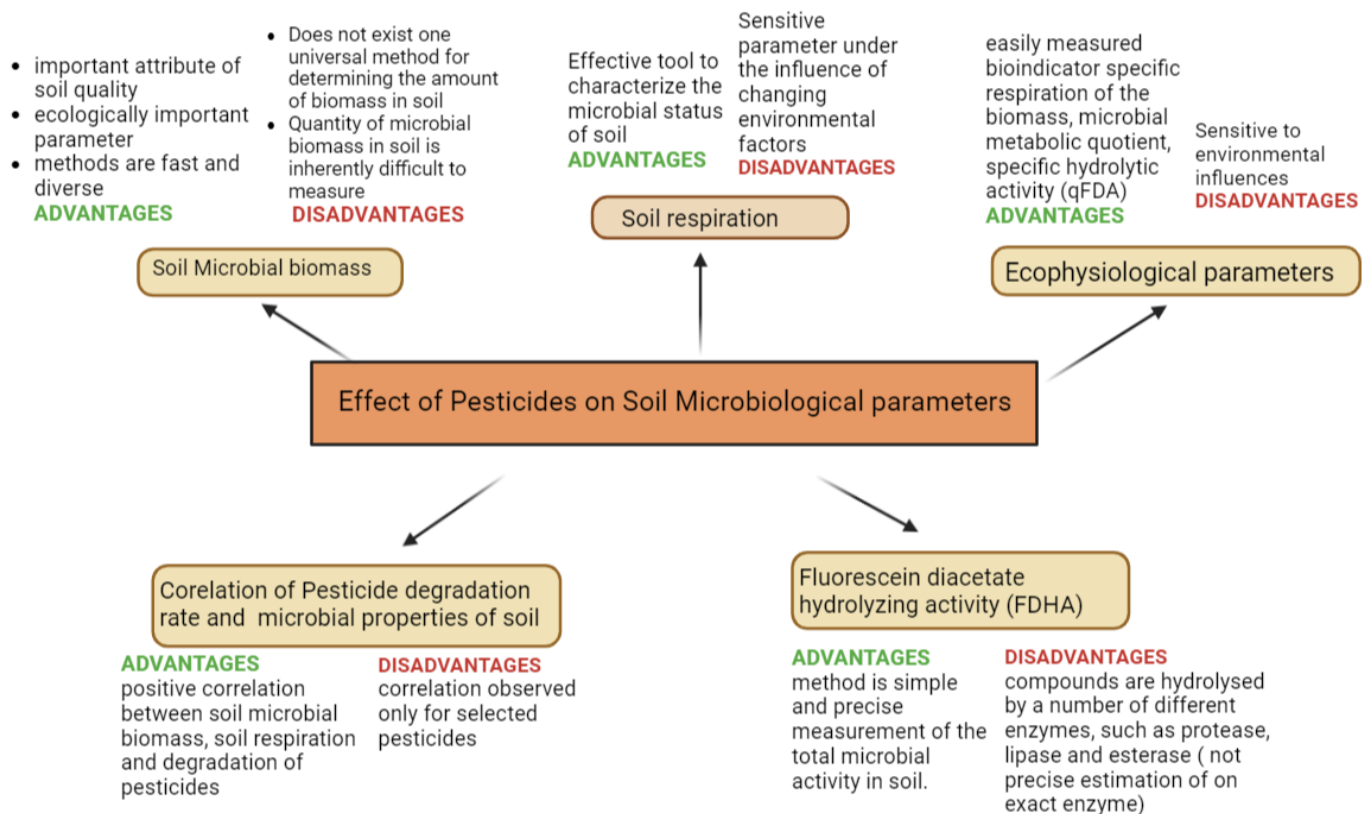 • important attribute of
soil quality
• ecologically important
parameter
• methods are fast and
diverse
ADVANTAGES
• Does not exist one
universal method for
determining the amount
of biomass in soil
• Quantity of microbial
biomass in soil is
inherently difficult to
measure
DISADVANTAGES
Soil Microbial biomass
Effective tool to
characterize the
microbial status
of soil
ADVANTAGES
Sensitive
parameter under
the influence of
changing
environmental
factors
DISADVANTAGES
Soil respiration
easily measured
bioindicator specific
respiration of the
biomass, microbial
metabolic quotient,
specific hydrolytic
activity (qFDA)
ADVANTAGES
Sensitive to
environmental
influences
DISADVANTAGES
Ecophysiological parameters
Effect of Pesticides on Soil Microbiological parameters
Corelation of Pesticide degradation
rate and microbial properties of soil
ADVANTAGES
positive correlation
between soil microbial
biomass, soil respiration
and degradation of
pesticides
DISADVANTAGES
correlation observed
only for selected
pesticides
Fluorescein diacetate
hydrolyzing activity (FDHA)
ADVANTAGES
method is simple
and precise
measurement of the
total microbial
activity in soil.
DISADVANTAGES
compounds are hydrolysed
by a number of different
enzymes, such as protease,
lipase and esterase ( not
precise estimation of on
exact enzyme)